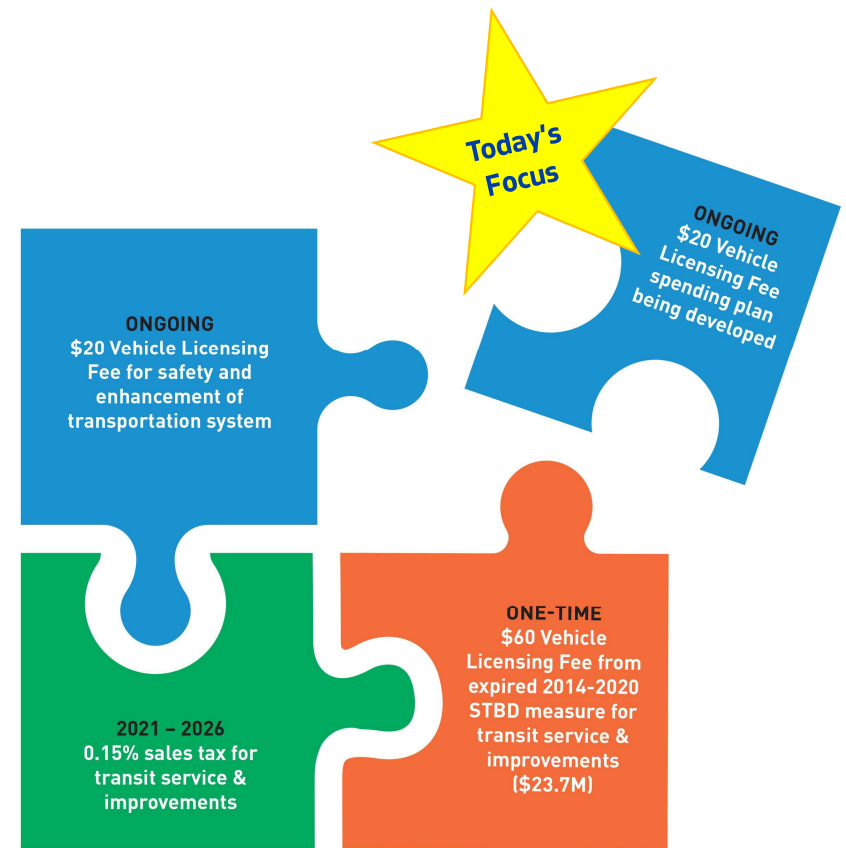 Today's
Focus
ONGOING
$20 Vehicle
Licensing Fee
spending plan
being developed
ONGOING
$20 Vehicle Licensing
Fee for safety and
enhancement of
transportation system
2021 – 2026
0.15% sales tax for
transit service &
improvements
ONE-TIME
$60 Vehicle
Licensing Fee from
expired 2014-2020
STBD measure for
transit service &
improvements
($23.7M)